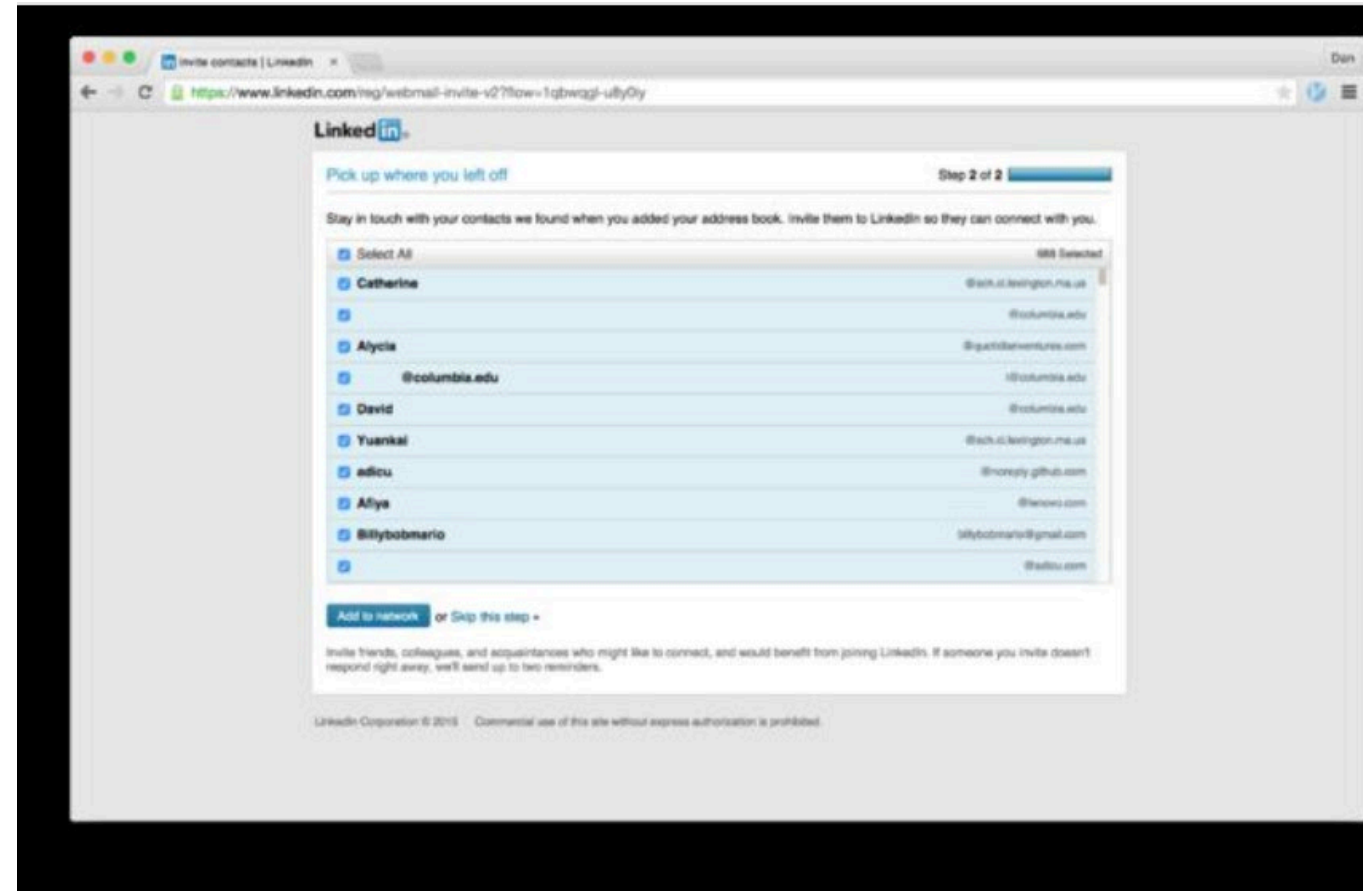 Invite contacts | LinkedIn
Dan
https://www.linkedin.com/reg/webmail-invite-v2?flow=1qbwqgl-u8y0iy
Linked in
Pick up where you left off Step 2 of 2
Stay in touch with your contacts we found when you added your address book. Invite them to LinkedIn so they can connect with you.
Select All Selected
Catherine @sch.ci.lexington.ma.us
@columbia.edu
Alycia @quotidianventures.com
@columbia.edu @columbia.edu
David @columbia.edu
Yuankai @sch.ci.lexington.ma.us
adicu @noreply.github.com
Afiya @lenovo.com
Billybobmario billybobmario@gmail.com
@adicu.com
Add to network or Skip this step »
Invite friends, colleagues, and acquaintances who might like to connect, and would benefit from joining LinkedIn. If someone you invite doesn't
respond right away, we'll send up to two reminders.
LinkedIn Corporation © 2015 Commercial use of this site without express authorization is prohibited.